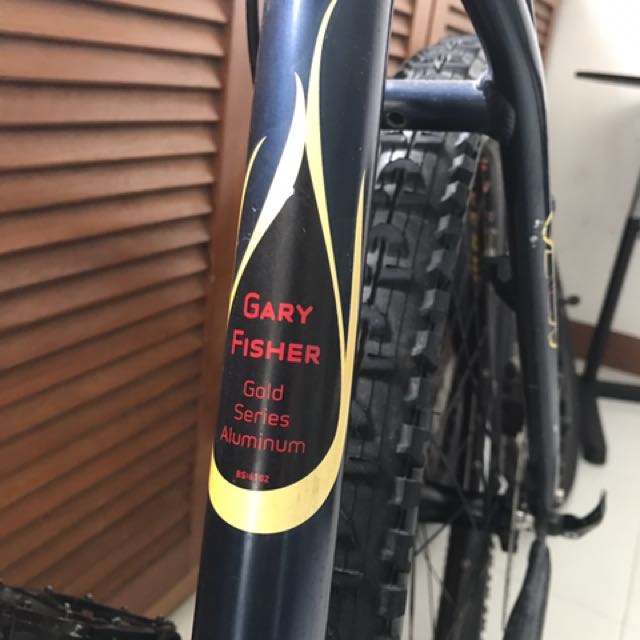 GARY
FISHER
Gold
Series
Aluminum